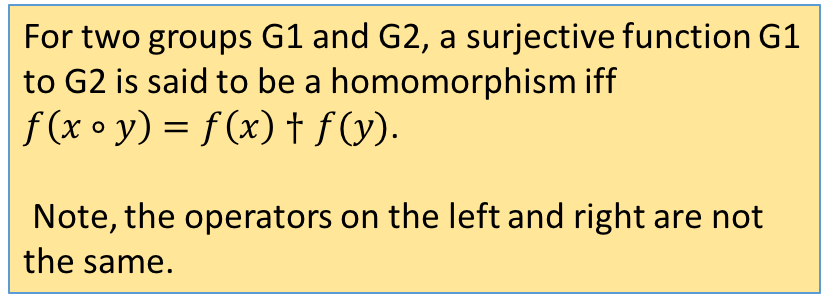 For two groups G1 and G2, a surjective function G1
to G2 is said to be a homomorphism iff
f(x ∘ y) = f(x) † f(y).
Note, the operators on the left and right are not
the same.